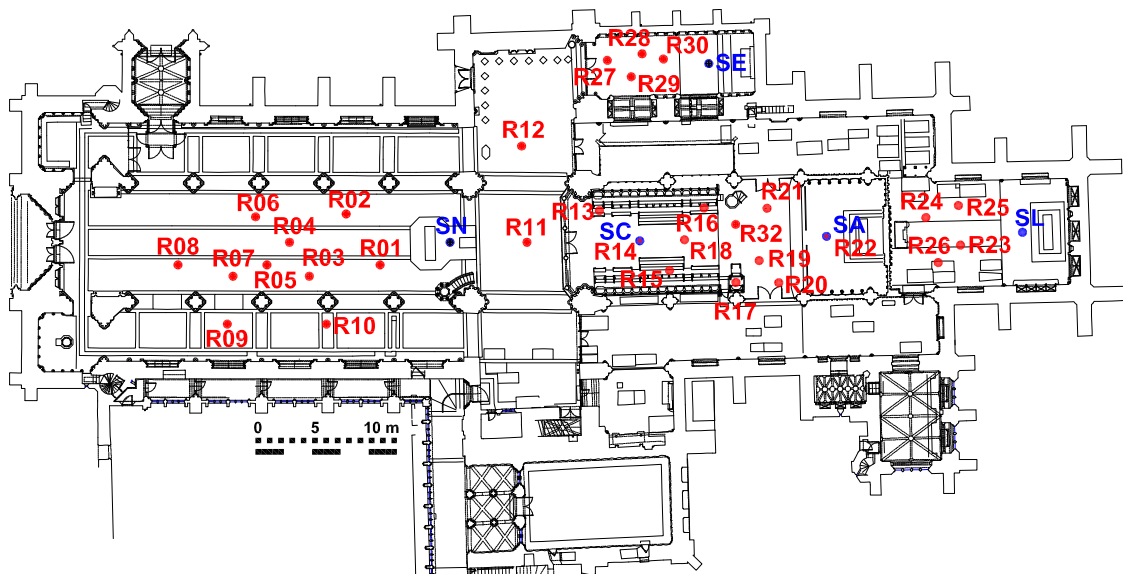 R28
R30
SE
R27
R29
R12
R06
R02
R13
R16
R21
R24
R25
R04
SN
R11
SC
R32
SA
R08
R07
R01
R14
R18
R22
R23
SL
R05
R03
R15
R19
R26
R17
R20
R09
R10
0 5 10 m